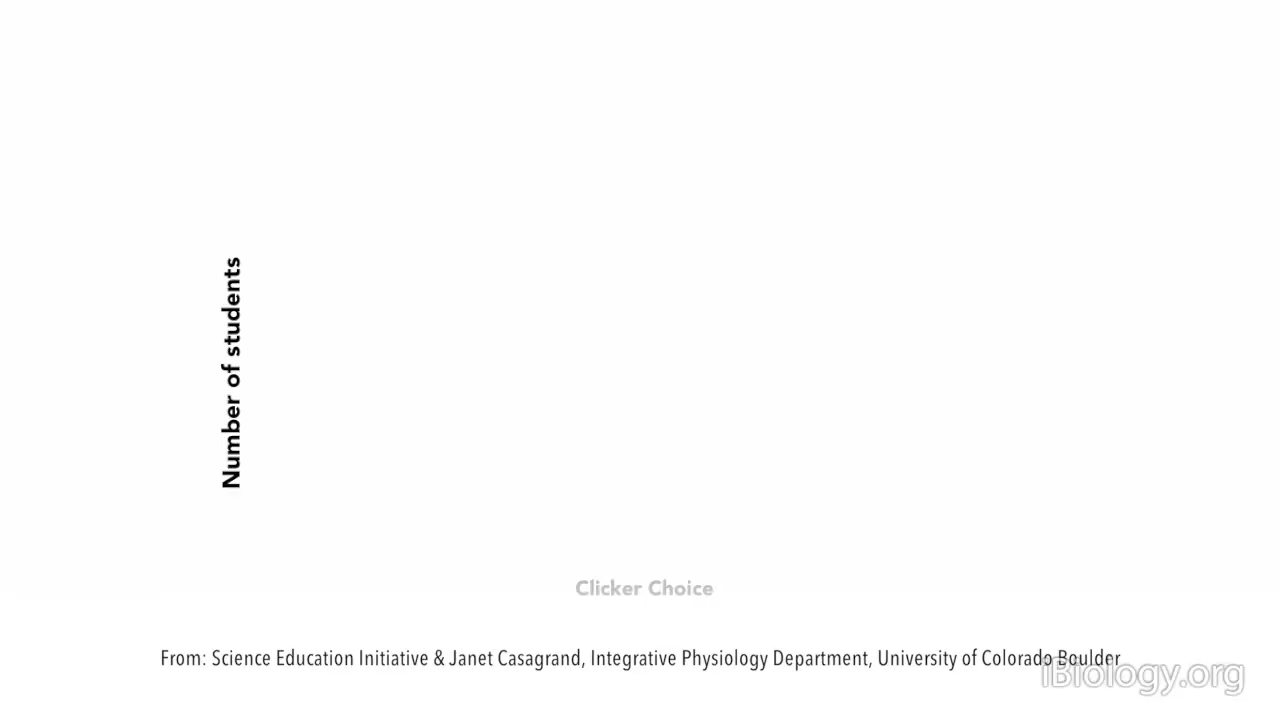 Number of students
Clicker Choice
From: Science Education Initiative & Janet Casagrand, Integrative Physiology Department, University of Colorado Boulder
iBiology.org